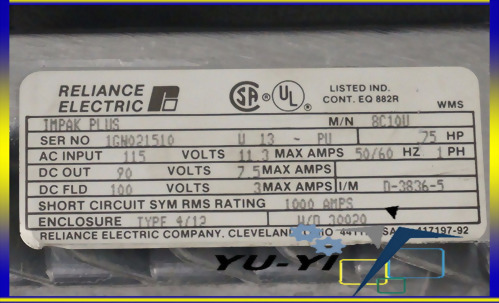 RELIANCE
ELECTRIC
SA ® UL ®
LISTED IND.
CONT. EQ 882R
WMS
IMPAK PLUS M/N 8C10U
SER NO 1GN021510 U 13 - PU .75 HP
AC INPUT 115 VOLTS 11.3 MAX AMPS 50/60 HZ 1 PH
DC OUT 90 VOLTS 7.5 MAX AMPS
DC FLD 100 VOLTS .3 MAX AMPS I/M D-3836-5
SHORT CIRCUIT SYM RMS RATING 1000 AMPS
ENCLOSURE TYPE 4/12 W/D 30020
RELIANCE ELECTRIC COMPANY, CLEVELAND 417197-92
YU-YI